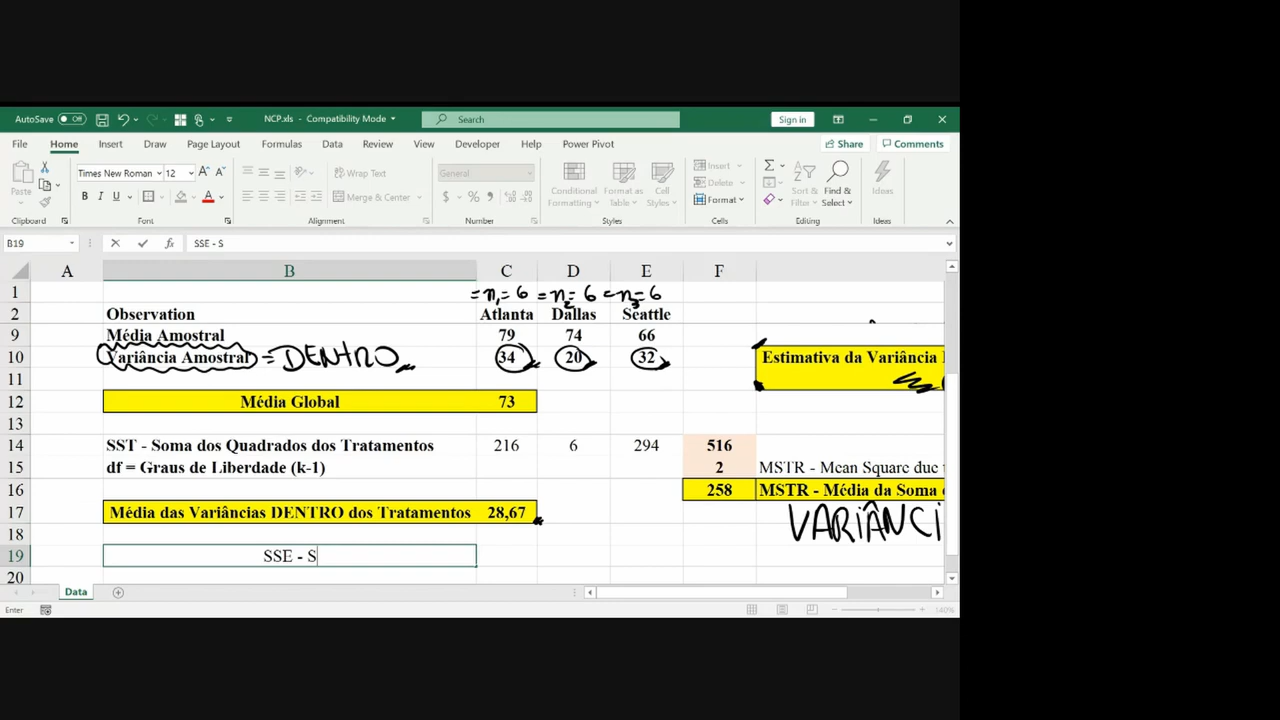 AutoSave Off NCP.xls - Compatibility Mode Search Sign in
File Home Insert Draw Page Layout Formulas Data Review View Developer Help Power Pivot Share Comments
Paste Times New Roman 12 Wrap Text General Conditional Formatting Format as Table Cell Styles Insert Delete Format Sort & Filter Find & Select Ideas
B I U Merge & Center $ % 9
Clipboard Font Alignment Number Styles Cells Editing Ideas
B19 fx SSE - S
A B C D E F
1 = n1 = 6 = n2 = 6 = n3 = 6
2 Observation Atlanta Dallas Seattle
9 Média Amostral 79 74 66
10 Variância Amostral = DENTRO 34 20 32 Estimativa da Variância
11
12 Média Global 73
13
14 SST - Soma dos Quadrados dos Tratamentos 216 6 294 516
15 df = Graus de Liberdade (k-1) 2 MSTR - Mean Square due
16 258 MSTR - Média da Soma
17 Média das Variâncias DENTRO dos Tratamentos 28,67 VARIÂNCI
18
19 SSE - S
20
Data
Enter 140%